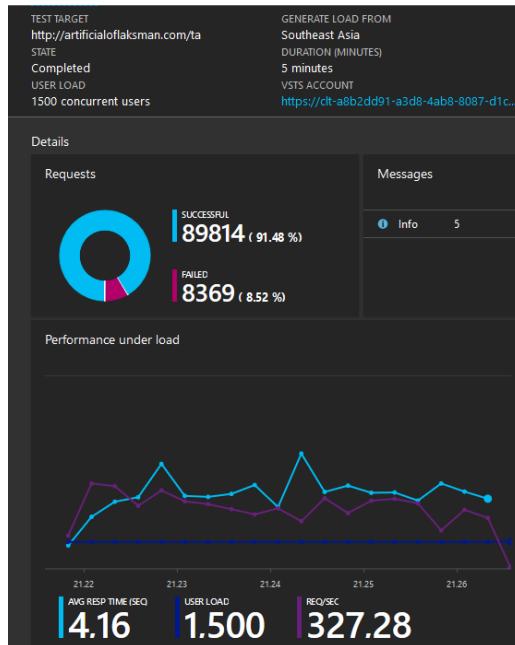 TEST TARGET
http://artificialoflaksman.com/ta
STATE
Completed
USER LOAD
1500 concurrent users
GENERATE LOAD FROM
Southeast Asia
DURATION (MINUTES)
5 minutes
VSTS ACCOUNT
https://clt-a8b2dd91-a3d8-4ab8-8087-d1c...
Details
Requests
SUCCESSFUL
89814 ( 91.48 %)
FAILED
8369 ( 8.52 %)
Messages
Info 5
Performance under load
21.22 21.23 21.24 21.25 21.26
AVG RESP TIME (SEC)
4.16
USER LOAD
1,500
REQ/SEC
327.28